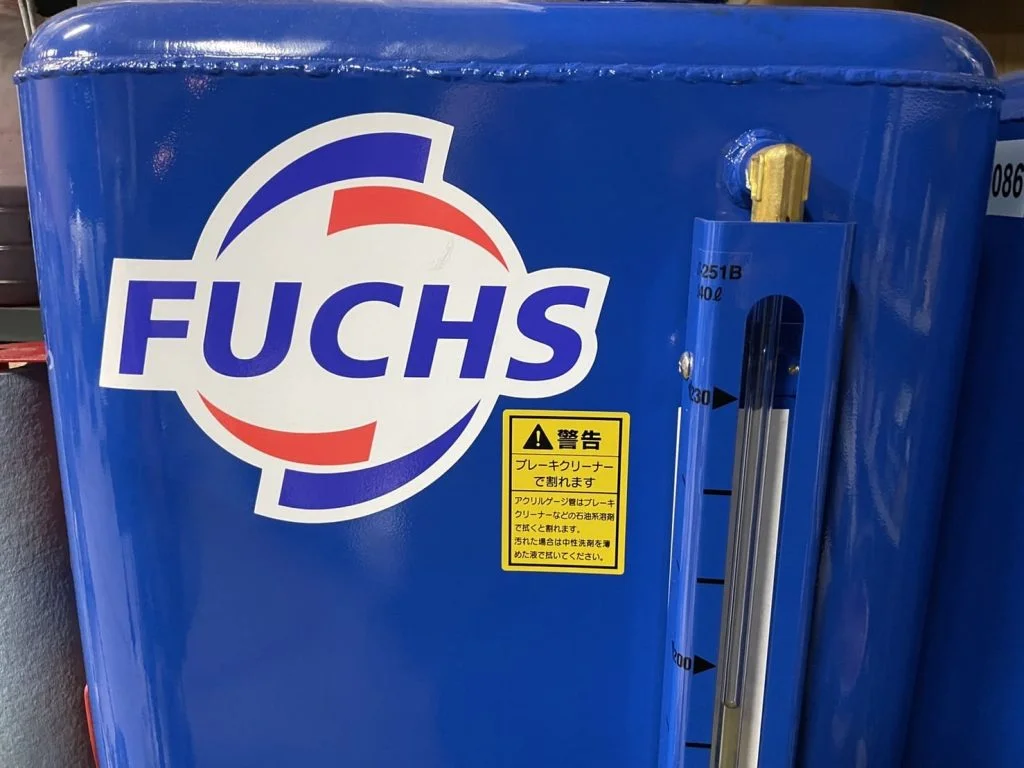 FUCHS
警告
ブレーキクリーナー
で割れます
アクリルゲージ管はブレーキ
クリーナーなどの石油系溶剤
で拭くと割れます。
汚れた場合は中性洗剤を薄
めた液で拭いてください。
251B
40ℓ
230
200
086